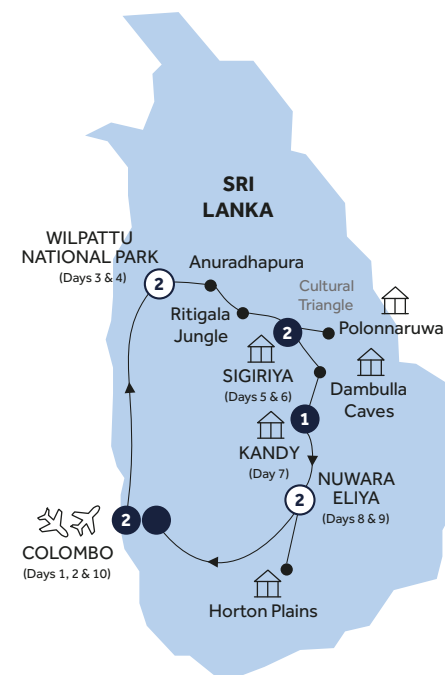 SRI
LANKA
WILPATTU
NATIONAL PARK
(Days 3 & 4)
2
Anuradhapura
Cultural
Triangle
Ritigala
Jungle
2
Polonnaruwa
SIGIRIYA
(Days 5 & 6)
Dambulla
Caves
1
KANDY
(Day 7)
2
NUWARA
ELIYA
(Days 8 & 9)
2
COLOMBO
(Days 1, 2 & 10)
Horton Plains